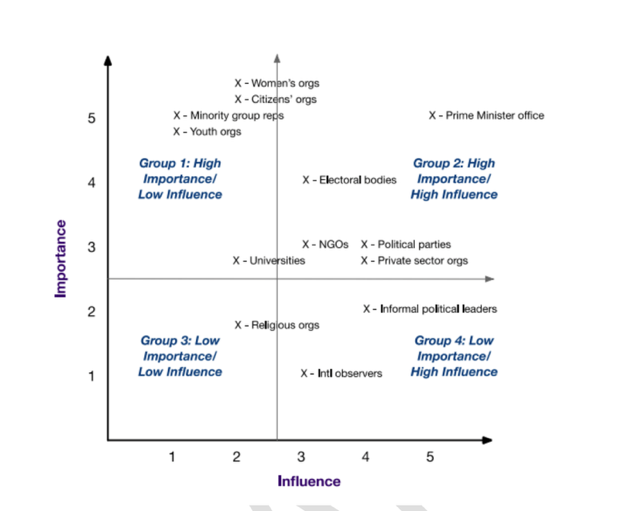 X - Women's orgs
X - Citizens' orgs
5
X - Minority group reps
X - Prime Minister office
X - Youth orgs
Group 1: High
Importance/
Low Influence
Group 2: High
Importance/
High Influence
4
X - Electoral bodies
Importance
3
X - NGOs
X - Political parties
X - Universities
X - Private sector orgs
2
X - Informal political leaders
X - Religious orgs
Group 3: Low
Importance/
Low Influence
Group 4: Low
Importance/
High Influence
1
X - Intl observers
1
2
3
4
5
Influence